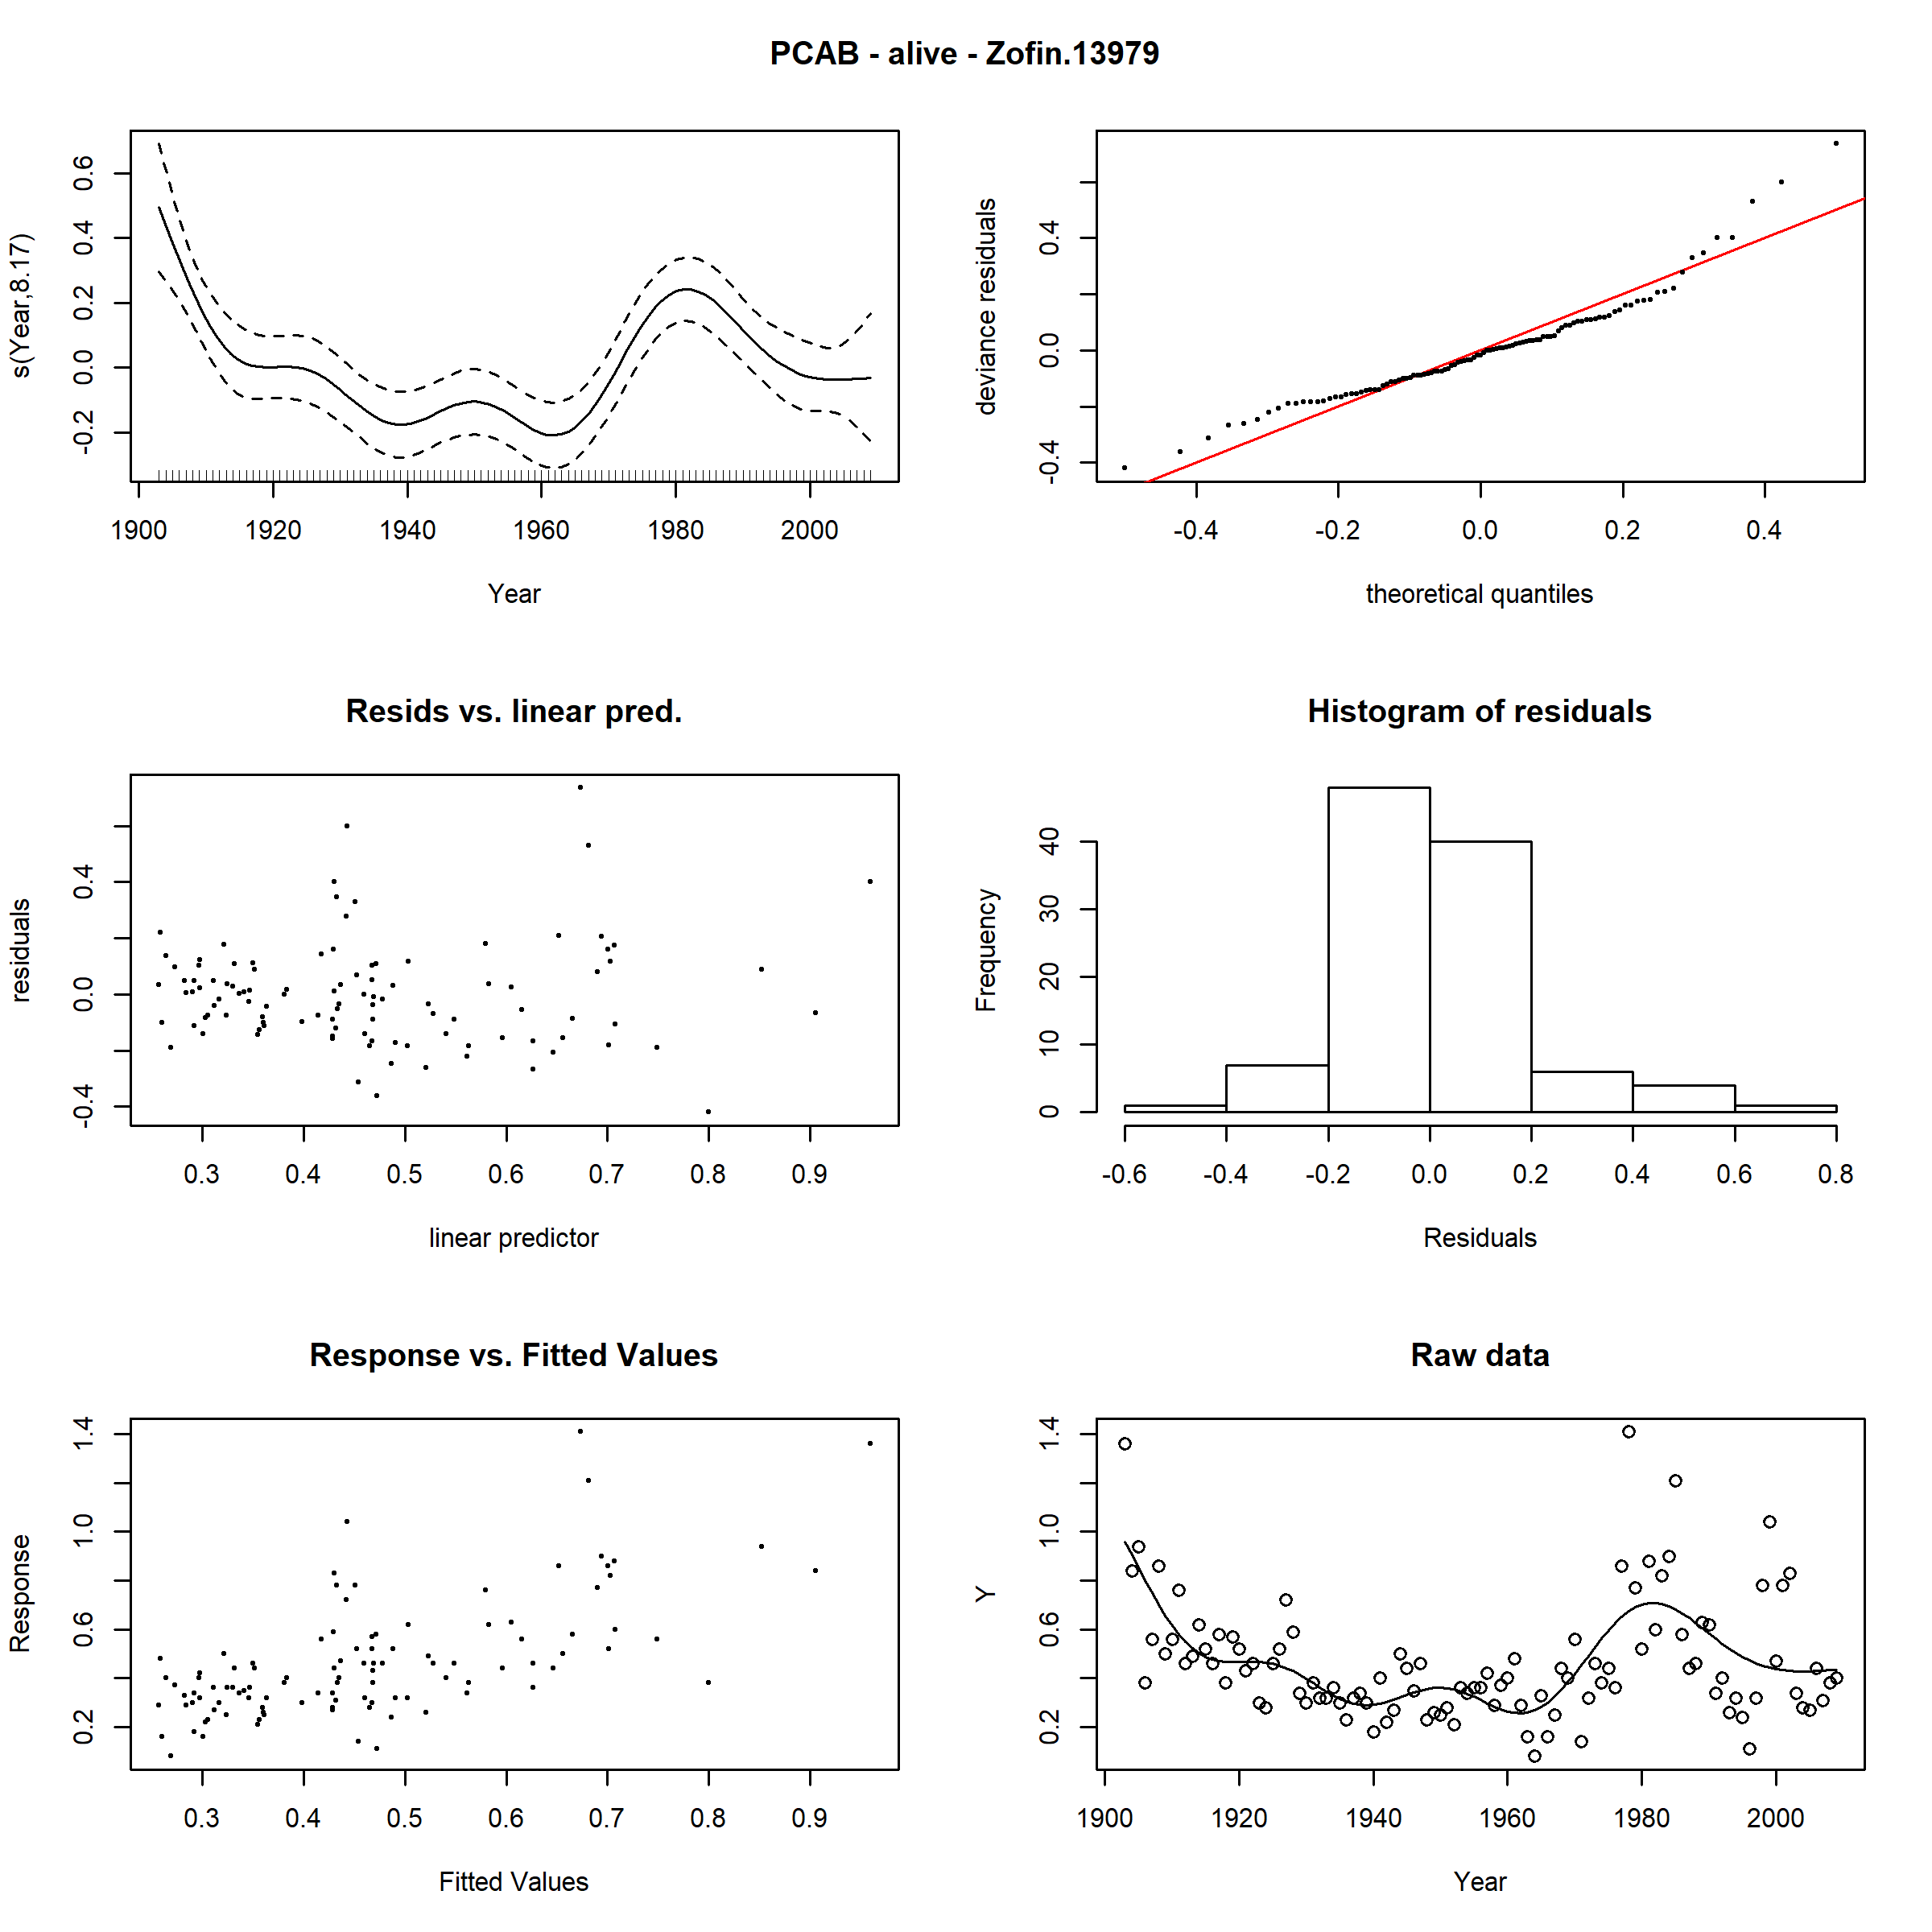 PCAB - alive - Zofin.13979
s(Year,8.17)
0.6
0.4
0.2
0.0
-0.2
1900 1920 1940 1960 1980 2000
Year
deviance residuals
0.4
0.0
-0.4
-0.4 -0.2 0.0 0.2 0.4
theoretical quantiles
Resids vs. linear pred.
residuals
0.4
0.0
-0.4
0.3 0.4 0.5 0.6 0.7 0.8 0.9
linear predictor
Histogram of residuals
Frequency
40
30
20
10
0
-0.6 -0.4 -0.2 0.0 0.2 0.4 0.6 0.8
Residuals
Response vs. Fitted Values
Response
1.4
1.0
0.6
0.2
0.3 0.4 0.5 0.6 0.7 0.8 0.9
Fitted Values
Raw data
Y
1.4
1.0
0.6
0.2
1900 1920 1940 1960 1980 2000
Year